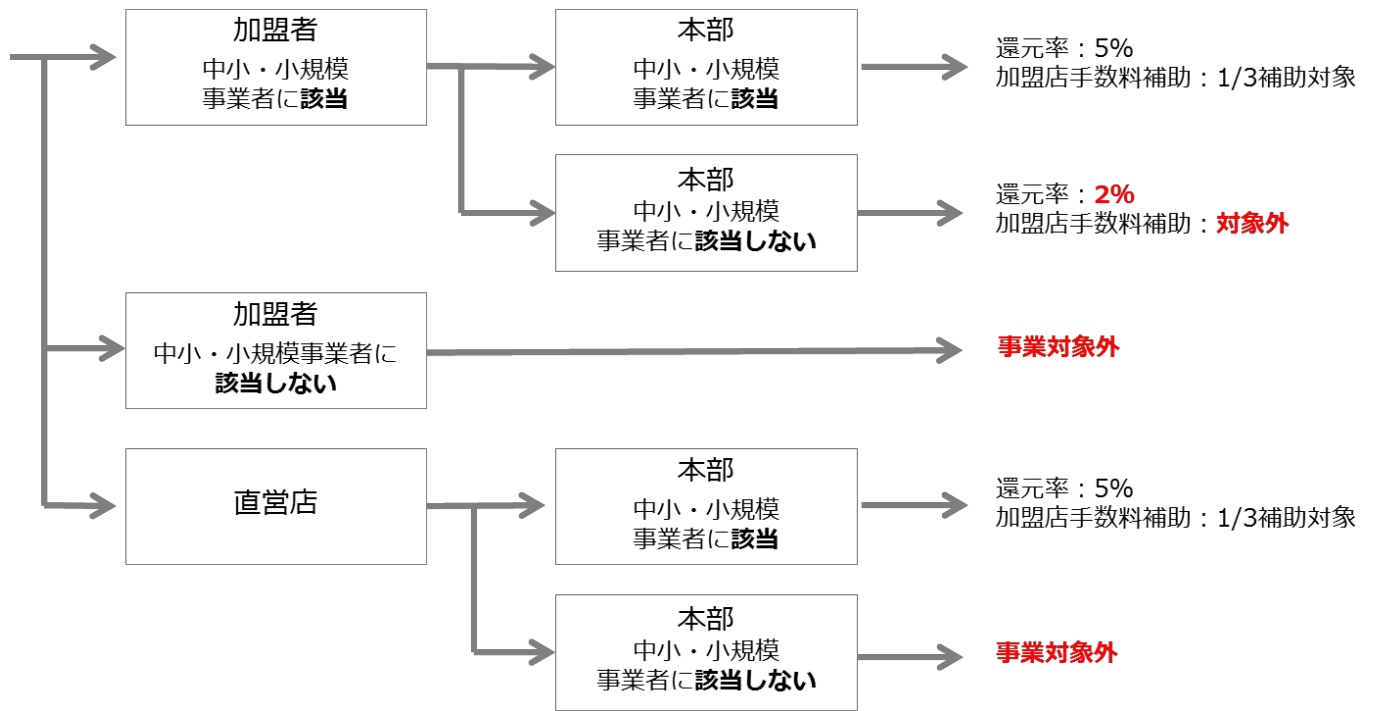 加盟者
中小・小規模
事業者に該当
本部
中小・小規模
事業者に該当
還元率：5%
加盟店手数料補助：1/3補助対象
本部
中小・小規模
事業者に該当しない
還元率：2%
加盟店手数料補助：対象外
加盟者
中小・小規模事業者に
該当しない
事業対象外
直営店
本部
中小・小規模
事業者に該当
還元率：5%
加盟店手数料補助：1/3補助対象
本部
中小・小規模
事業者に該当しない
事業対象外